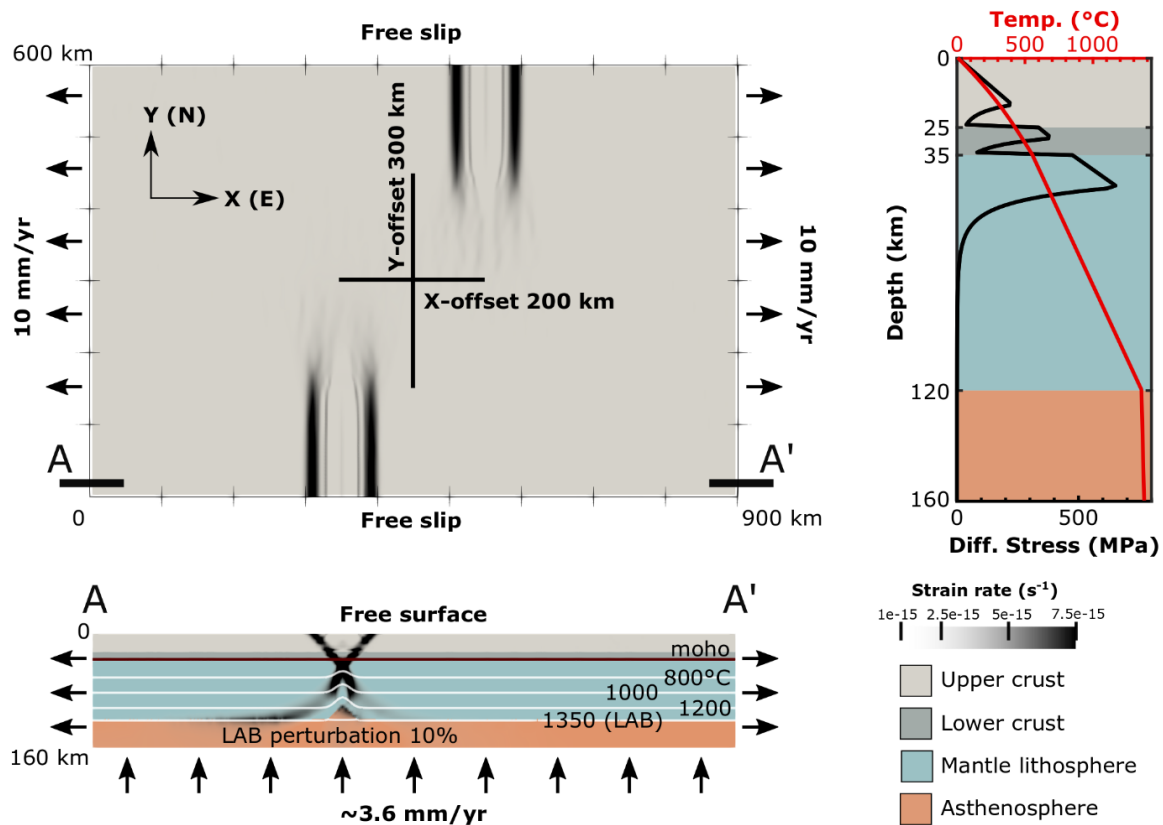 Free slip
600 km
Y (N)
X (E)
Y-offset 300 km
X-offset 200 km
10 mm/yr
10 mm/yr
A
A'
0
Free slip
900 km
Temp. (°C)
0 500 1000
0
25
35
120
160
Depth (km)
0 500
Diff. Stress (MPa)
A
A'
Free surface
0
moho
800°C
1000
1200
1350 (LAB)
LAB perturbation 10%
160 km
~3.6 mm/yr
Strain rate (s⁻¹)
1e-15 2.5e-15 5e-15 7.5e-15
Upper crust
Lower crust
Mantle lithosphere
Asthenosphere